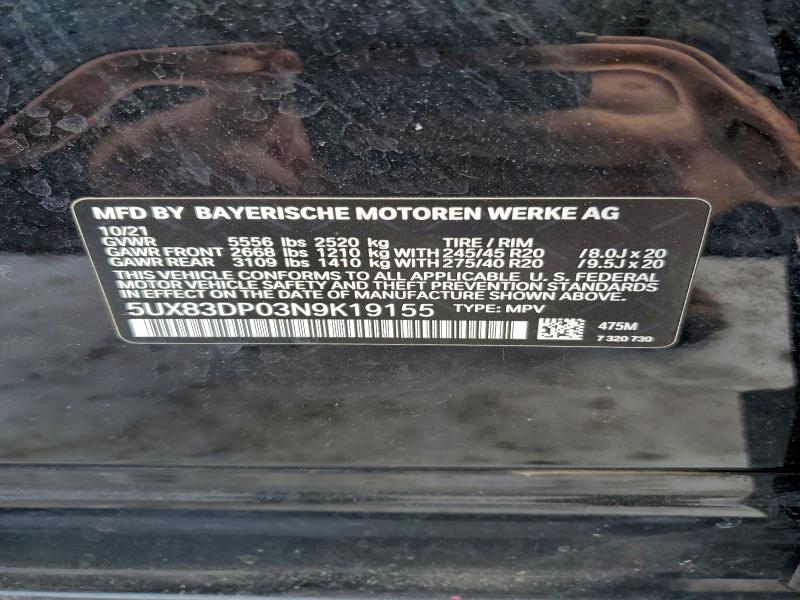 MFD BY BAYERISCHE MOTOREN WERKE AG
10/21
GVWR 5556 lbs 2520 kg TIRE / RIM
GAWR FRONT 2668 lbs 1210 kg WITH 245/45 R20 /8.0J x 20
GAWR REAR 3109 lbs 1410 kg WITH 275/40 R20 /9.5J x 20
THIS VEHICLE CONFORMS TO ALL APPLICABLE U. S. FEDERAL
MOTOR VEHICLE SAFETY AND THEFT PREVENTION STANDARDS
IN EFFECT ON THE DATE OF MANUFACTURE SHOWN ABOVE.
5UX83DP03N9K19155 TYPE: MPV
475M
7 320 730